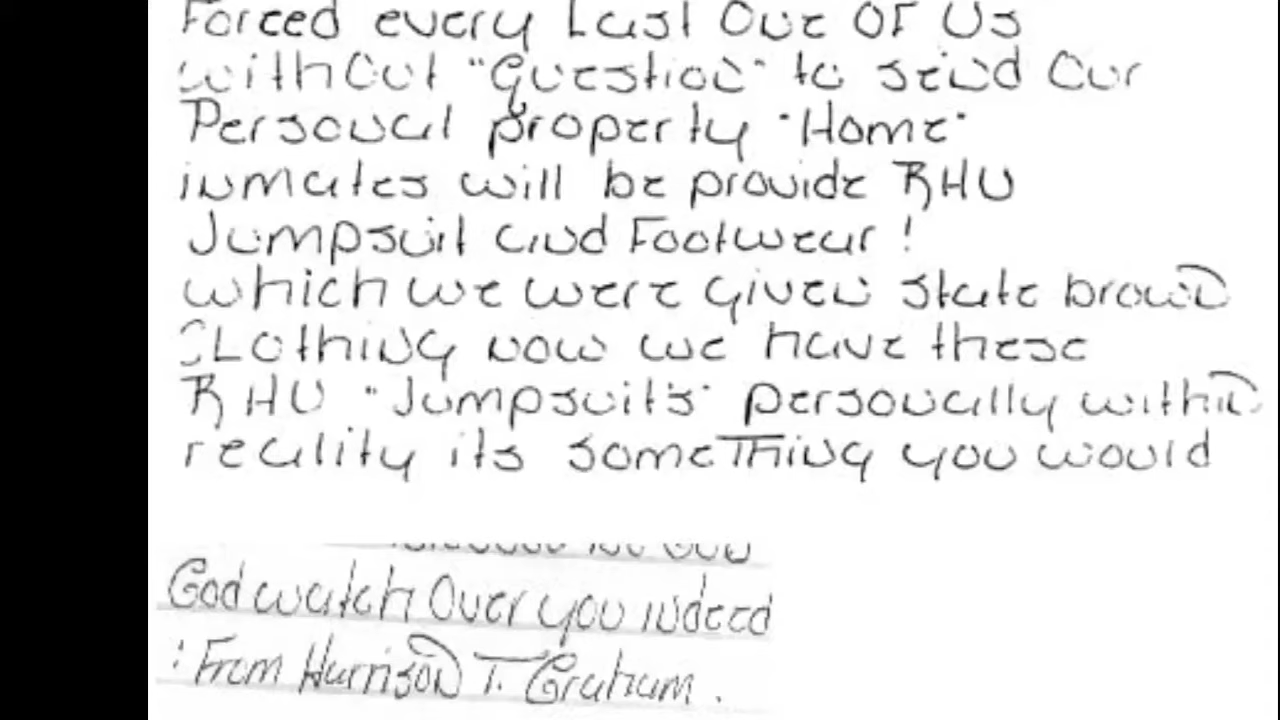 Forced every Last One OF Us
without "Question" to send Our
Personal property "Home"
inmates will be provide RHU
Jumpsuit and Footwear!
which we were given state brown
CLothing now we have these
RHU "Jumpsuits" personally within
reality its someThing you would
God watch Over you indeed
: From Harrison T. Graham.